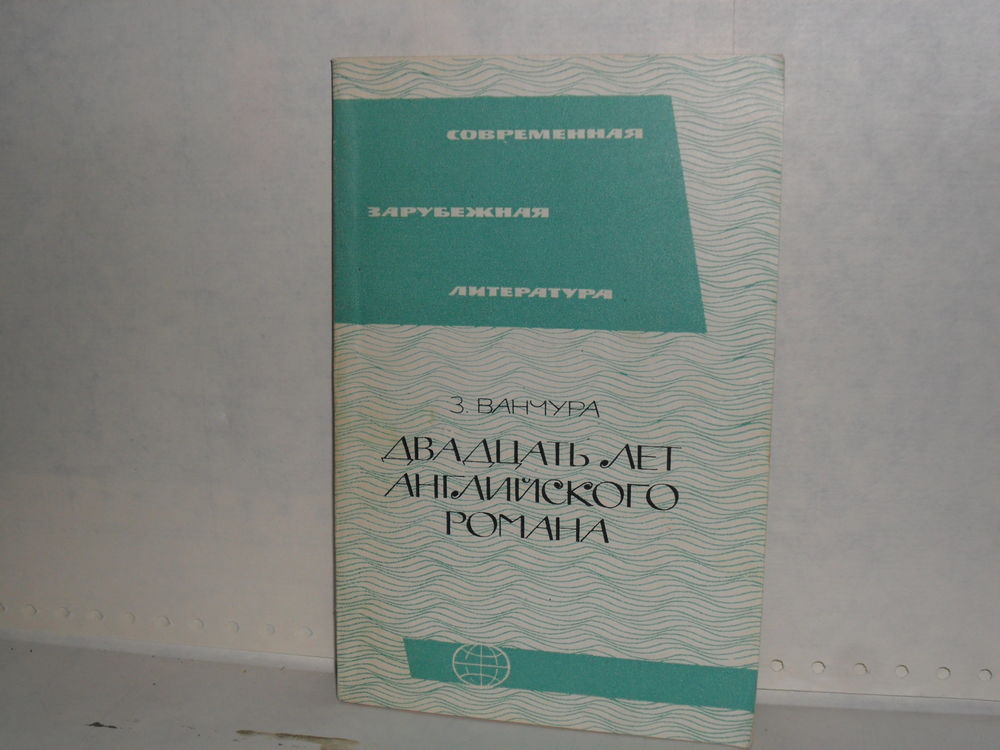 СОВРЕМЕННАЯ
ЗАРУБЕЖНАЯ
ЛИТЕРАТУРА
З. ВАНЧУРА
ДВАДЦАТЬ ЛЕТ
АНГЛИЙСКОГО
РОМАНА